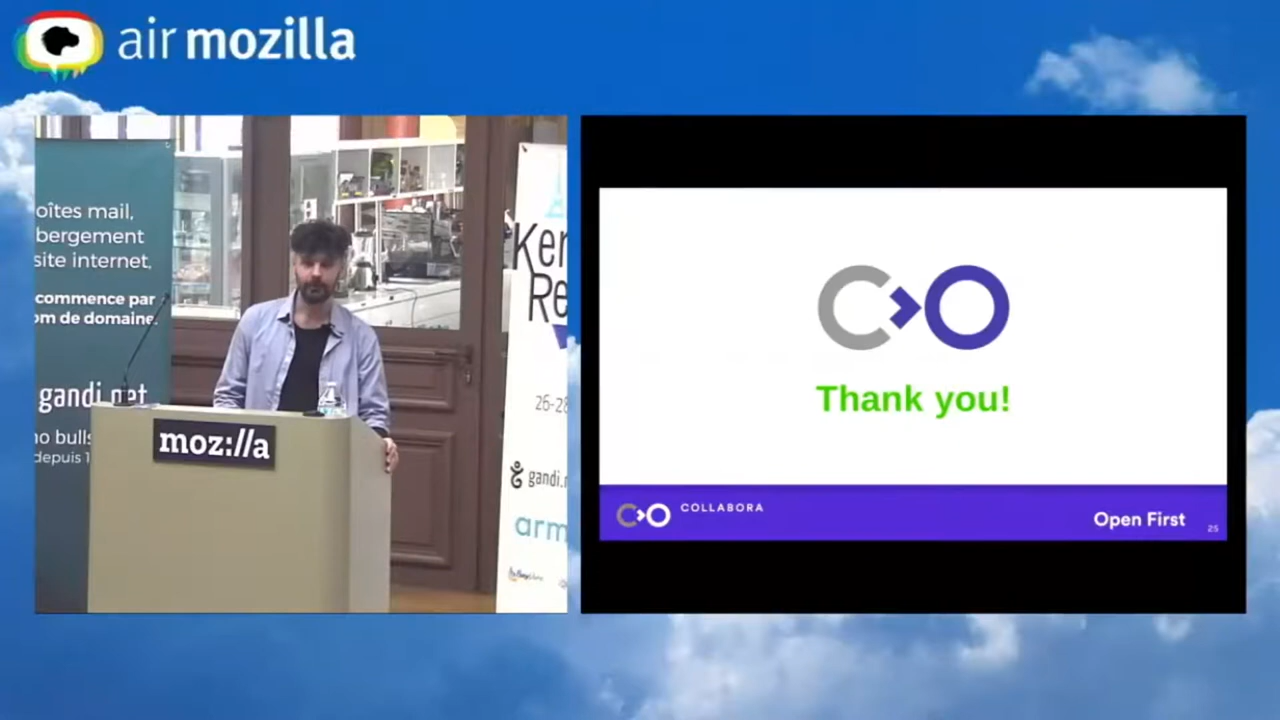 air mozilla
oîtes mail,
bergement
site internet,
commence par
om de domaine.
gandi.net
no bulls
depuis 1
moz://a
Ker
Re
26-28
gandi.n
arm
Thank you!
COLLABORA
Open First
25